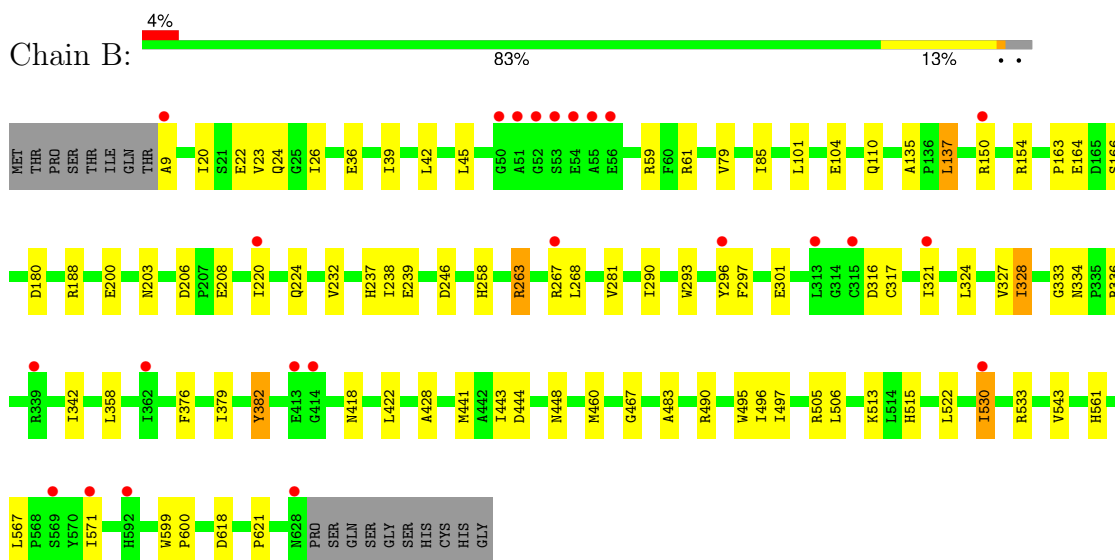 4%
Chain B:
83% 13% • •
MET THR PRO SER THR ILE GLN THR A9 I20 S21 E22 V23 Q24 G25 I26 E36 I39 L42 L45 G50 A51 G52 S53 E54 A55 E56 R59 F60 R61 V79 I85 L101 E104 Q110 A135 P136 L137 R150 R154 P163 E164 D165 S166
D180 R188 E200 N203 D206 P207 E208 I220 Q224 V232 H237 I238 E239 D246 H258 R263 R267 L268 V281 I290 W293 Y296 F297 E301 L313 G314 C315 D316 C317 I321 L324 V327 I328 G333 N334 P335 R336
R339 I342 L358 I362 F376 I379 Y382 E413 G414 N418 L422 A428 M441 A442 I443 D444 N448 M460 G467 A483 R490 W495 I496 I497 R505 L506 K513 L514 H515 L522 I530 R533 V543 H561
L567 P568 S569 Y570 I571 H592 W599 P600 D618 P621 N628 PRO SER GLN SER GLY SER HIS CYS HIS GLY